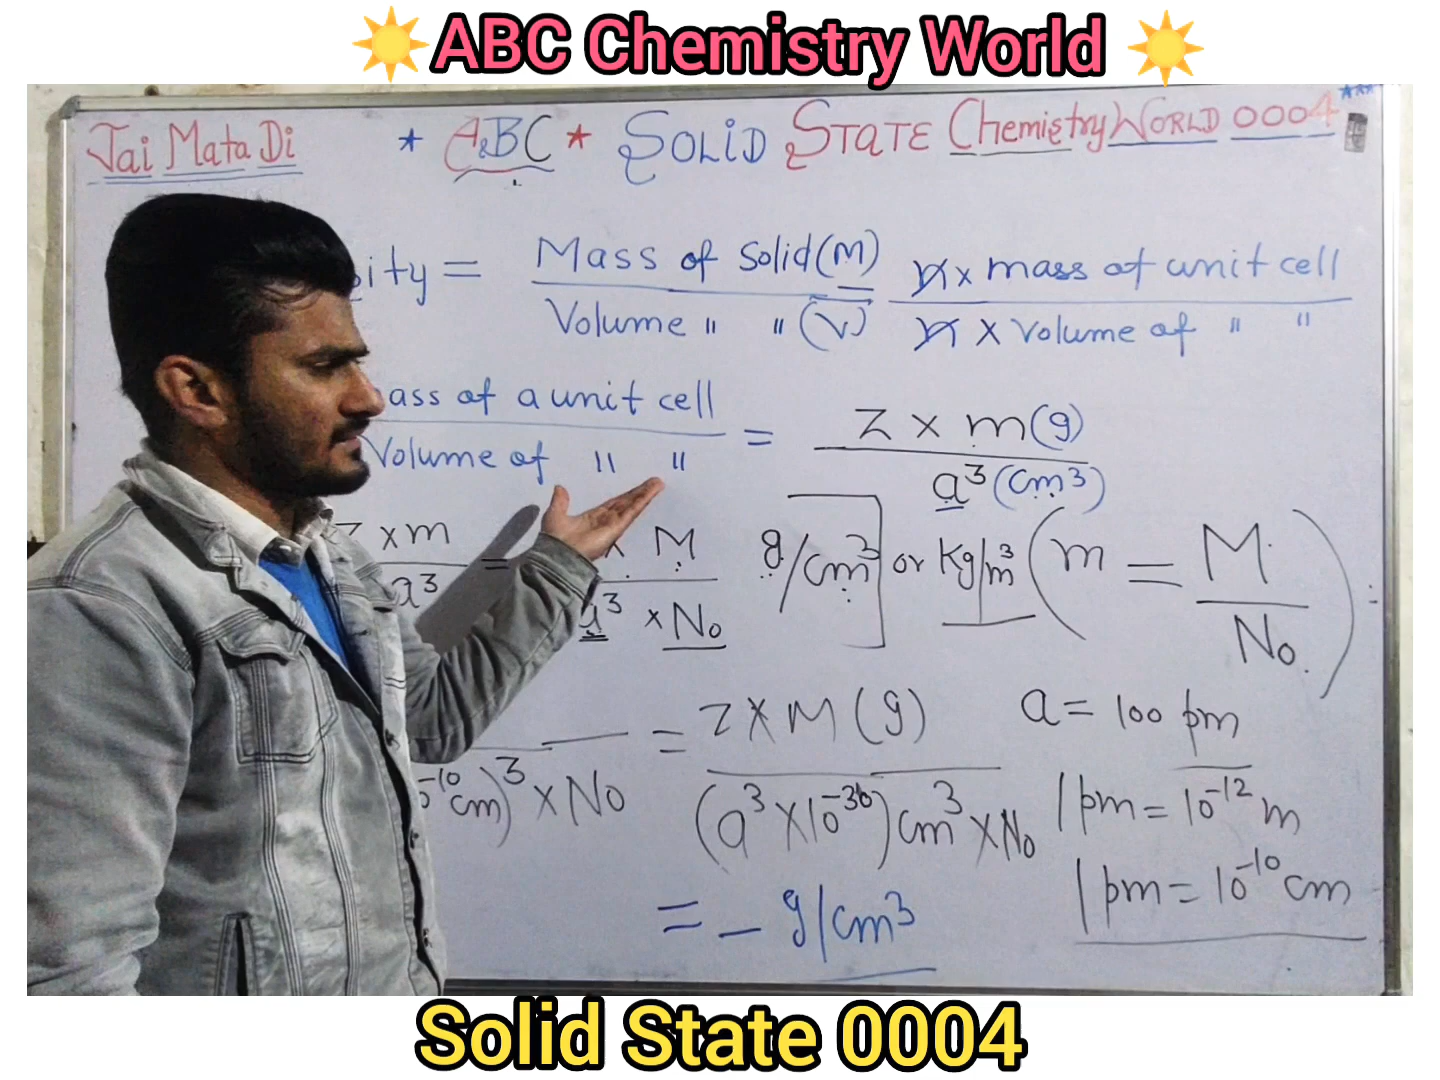 ☀️ABC Chemistry World☀️
Jai Mata Di ★ ABC ★ SOLiD STATE Chemistry WORLD 0004
ity = Mass of Solid(M) / Volume " " (V) n x mass of unit cell / n x Volume of " "
ass of a unit cell / Volume of " " = Z x m(g) / a³(cm³)
z x m / a³ = x M / a³ x No g/cm³ or Kg/m³ (m = M / No.)
= Z x M (g) / (a³ x 10⁻³⁰) cm³ x No a = 100 pm
⁻¹⁰cm)³ x No 1 pm = 10⁻¹² m
1 pm = 10⁻¹⁰ cm
= – g/cm³
Solid State 0004